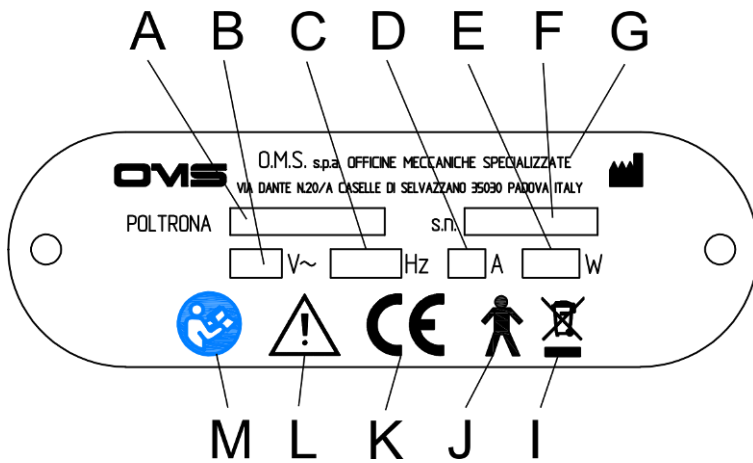 A B C D E F G
OMS O.M.S. s.p.a. OFFICINE MECCANICHE SPECIALIZZATE
VIA DANTE N.20/A CASELLE DI SELVAZZANO 35030 PADOVA ITALY
POLTRONA s.n.
V~ Hz A W
! CE
M L K J I